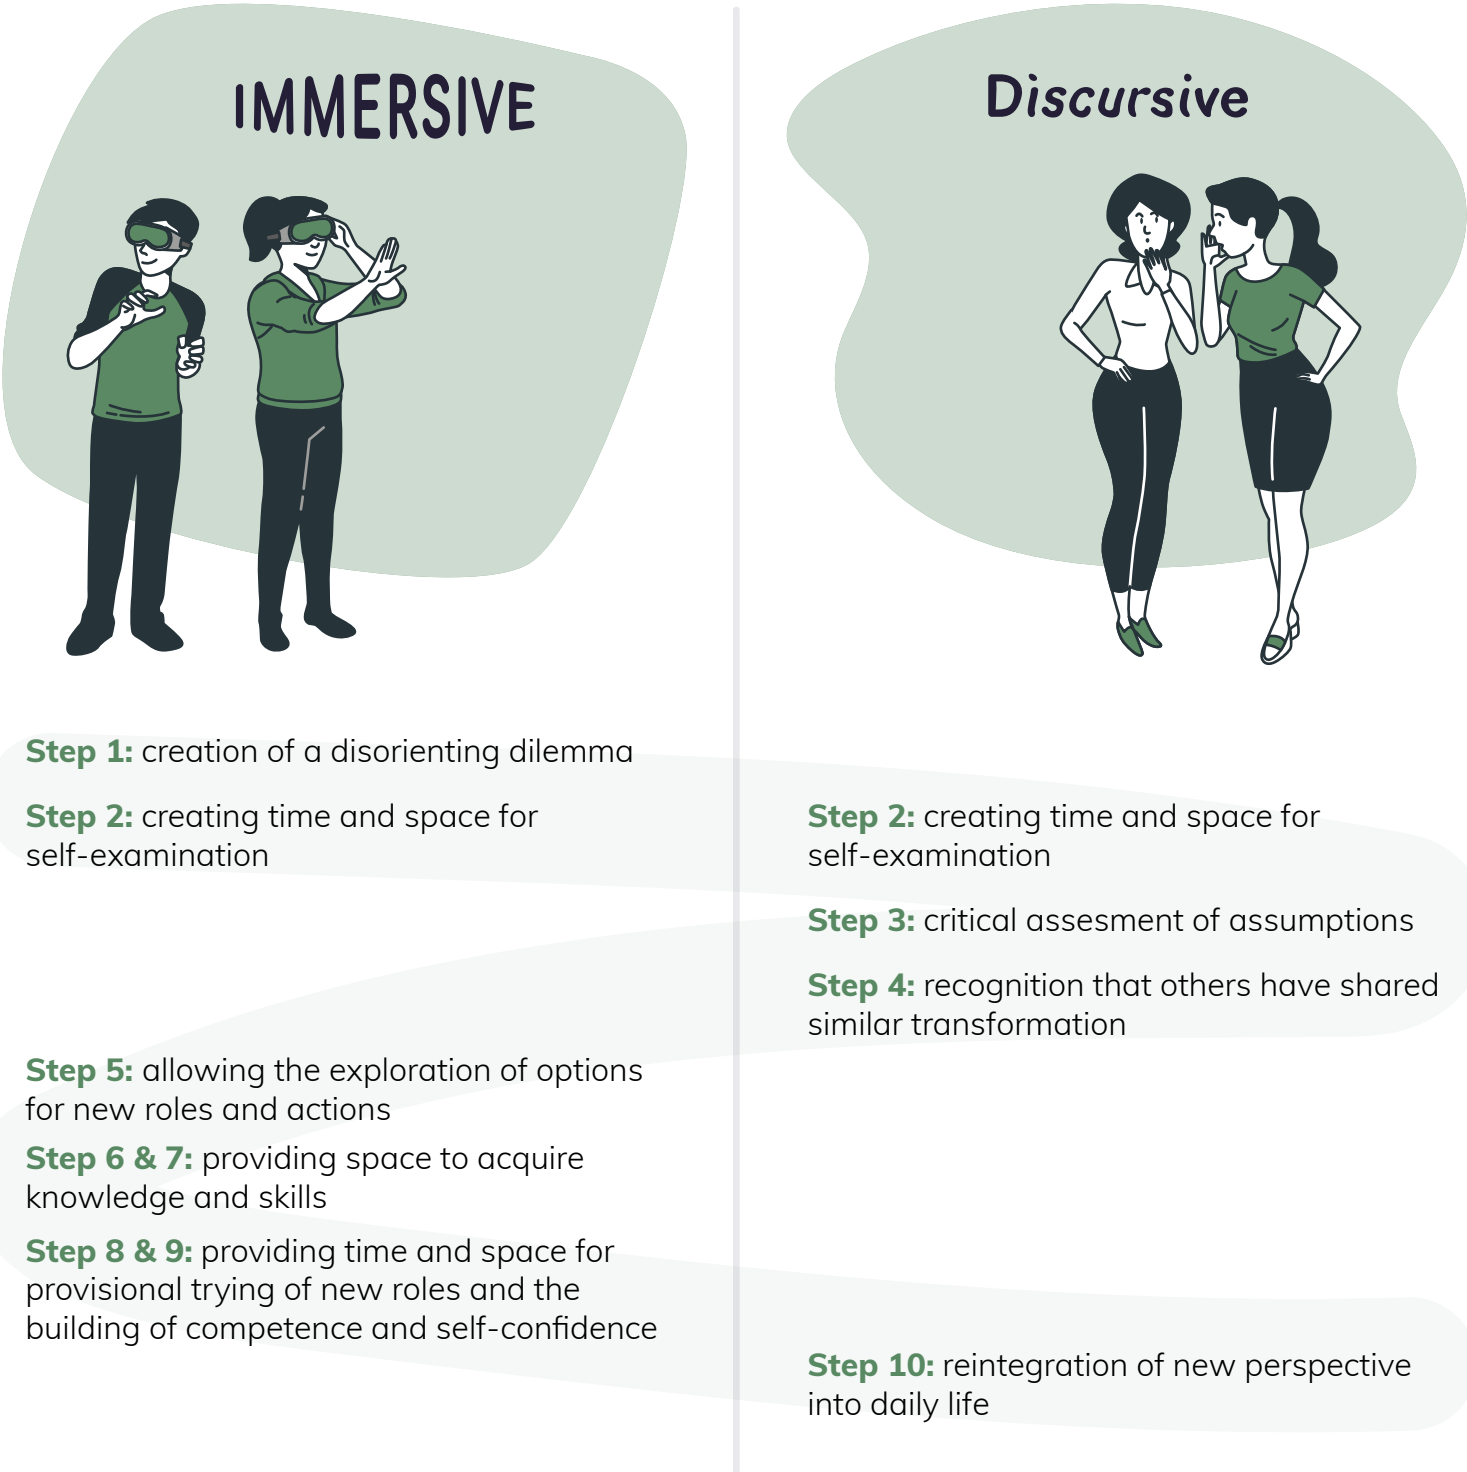 IMMERSIVE
Step 1: creation of a disorienting dilemma
Step 2: creating time and space for
self-examination
Step 5: allowing the exploration of options
for new roles and actions
Step 6 & 7: providing space to acquire
knowledge and skills
Step 8 & 9: providing time and space for
provisional trying of new roles and the
building of competence and self-confidence
Discursive
Step 2: creating time and space for
self-examination
Step 3: critical assesment of assumptions
Step 4: recognition that others have shared
similar transformation
Step 10: reintegration of new perspective
into daily life